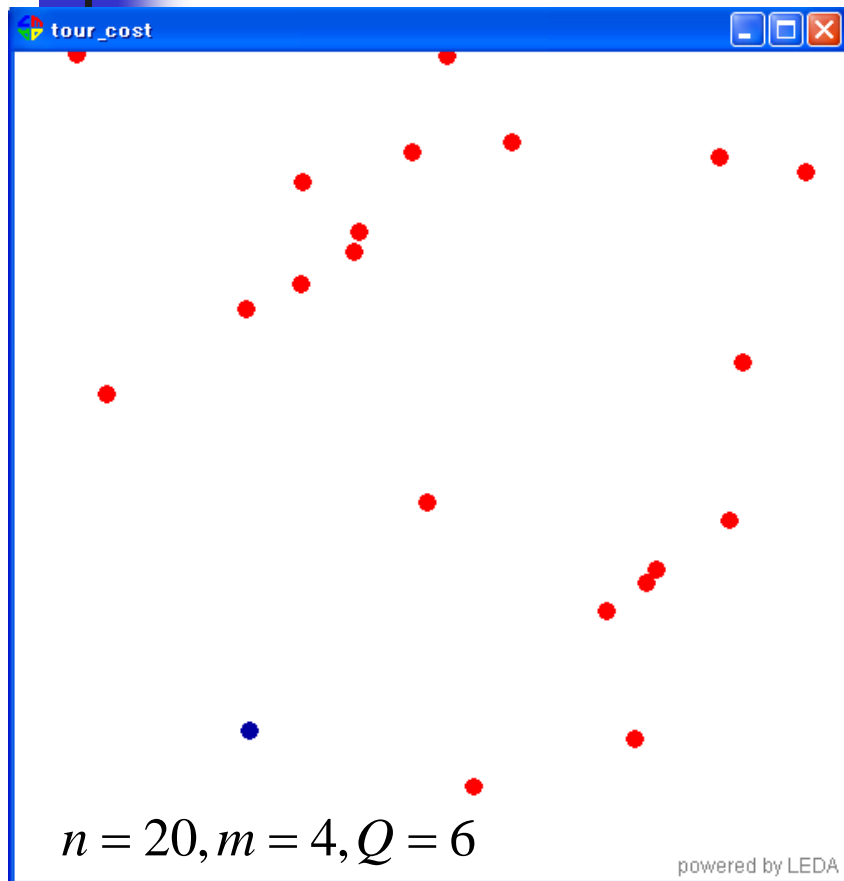 tour_cost
n = 20, m = 4, Q = 6
powered by LEDA